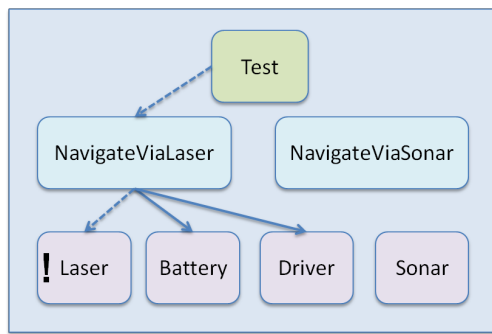 Test
NavigateViaLaser
NavigateViaSonar
! Laser
Battery
Driver
Sonar